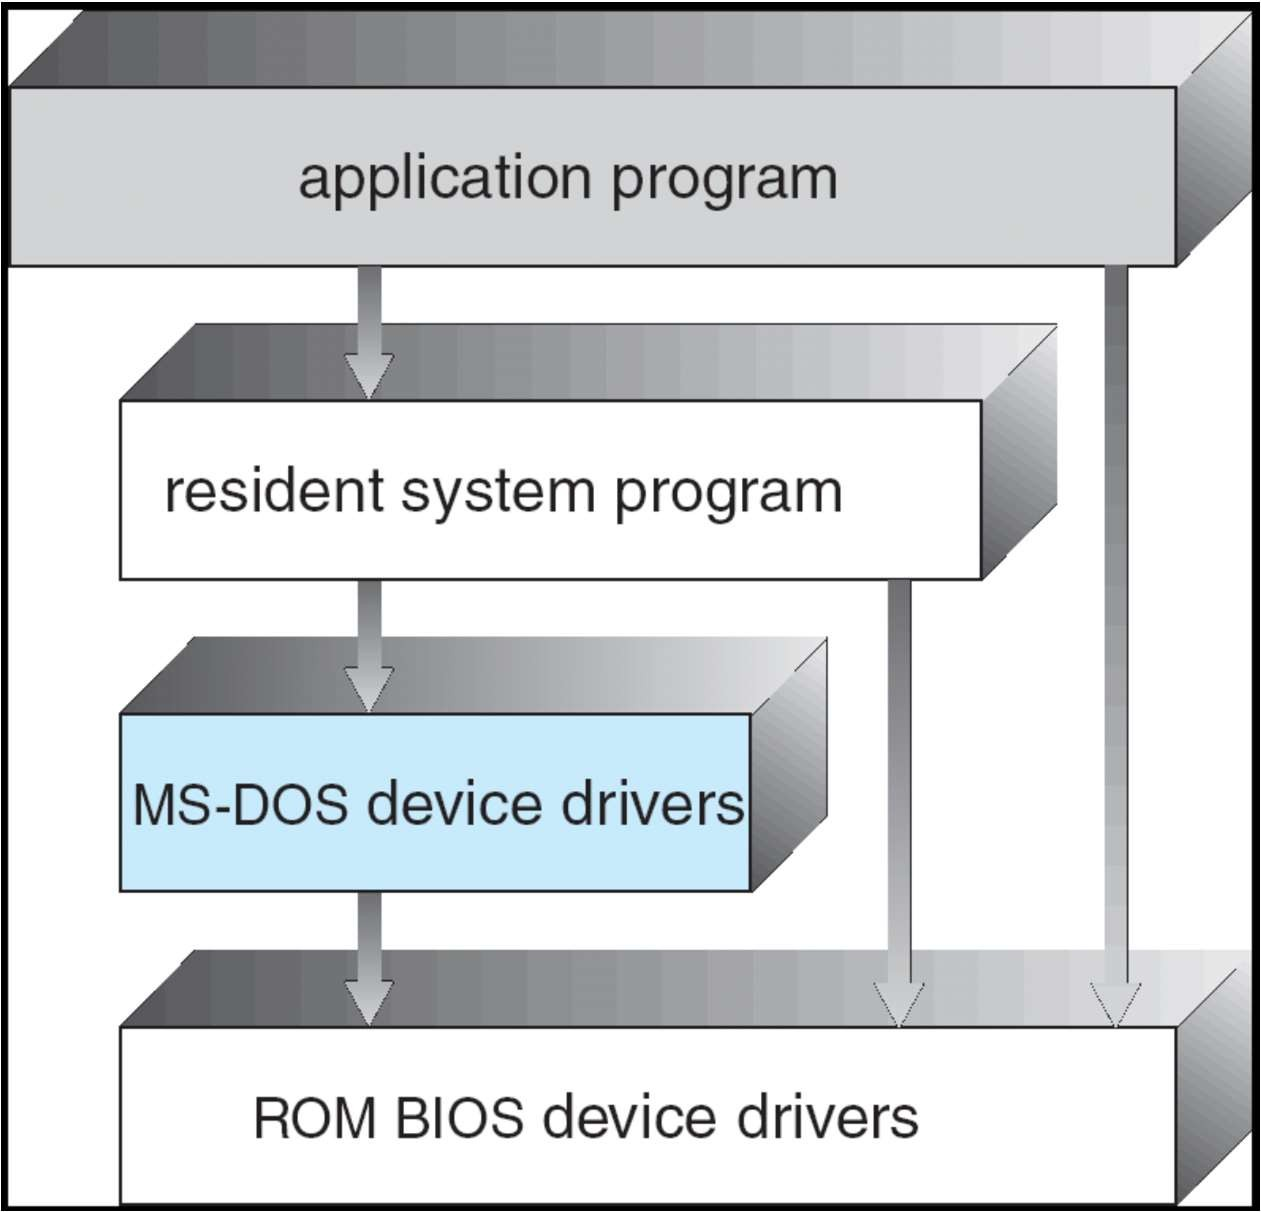 application program
resident system program
MS-DOS device drivers
ROM BIOS device drivers